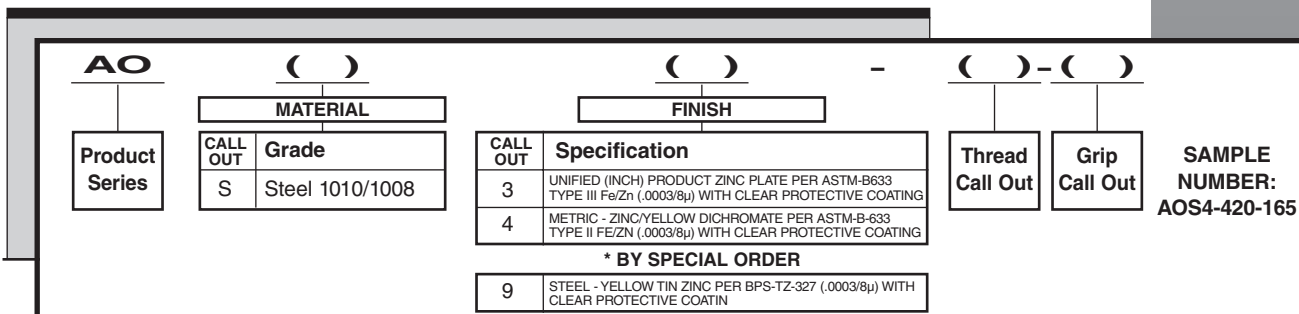 AO ( ) ( ) – ( ) – ( )
MATERIAL
FINISH
Product
Series
CALL
OUT
Grade
S Steel 1010/1008
CALL
OUT
Specification
3 UNIFIED (INCH) PRODUCT ZINC PLATE PER ASTM-B633
TYPE III Fe/Zn (.0003/8µ) WITH CLEAR PROTECTIVE COATING
4 METRIC - ZINC/YELLOW DICHROMATE PER ASTM-B-633
TYPE II FE/ZN (.0003/8µ) WITH CLEAR PROTECTIVE COATING
* BY SPECIAL ORDER
9 STEEL - YELLOW TIN ZINC PER BPS-TZ-327 (.0003/8µ) WITH
CLEAR PROTECTIVE COATIN
Thread
Call Out
Grip
Call Out
SAMPLE
NUMBER:
AOS4-420-165